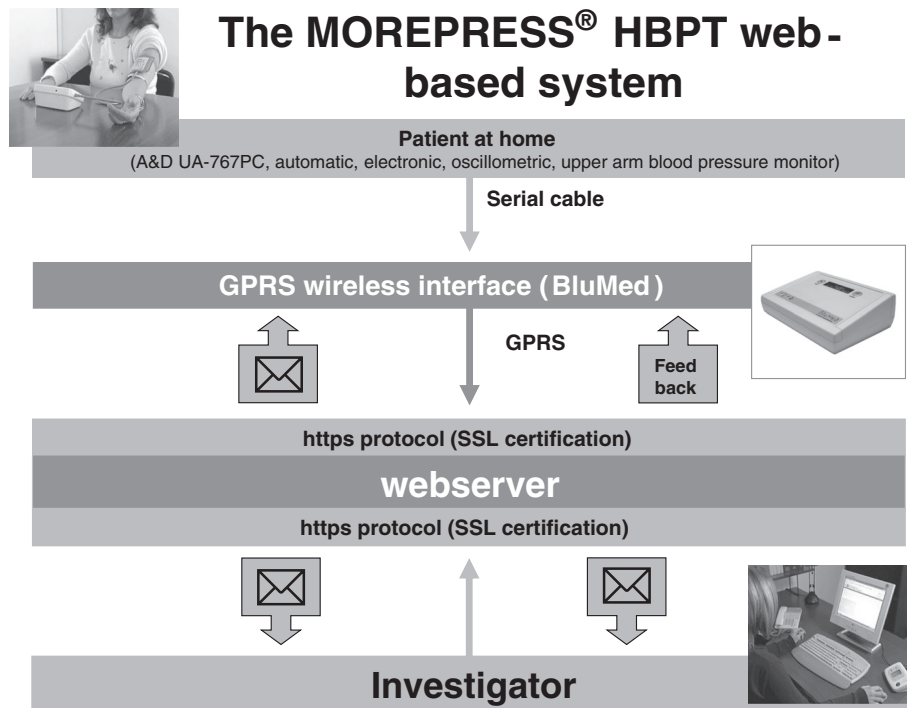 The MOREPRESS® HBPT web-
based system
Patient at home
(A&D UA-767PC, automatic, electronic, oscillometric, upper arm blood pressure monitor)
Serial cable
GPRS wireless interface (BluMed)
GPRS
Feed
back
https protocol (SSL certification)
webserver
https protocol (SSL certification)
Investigator